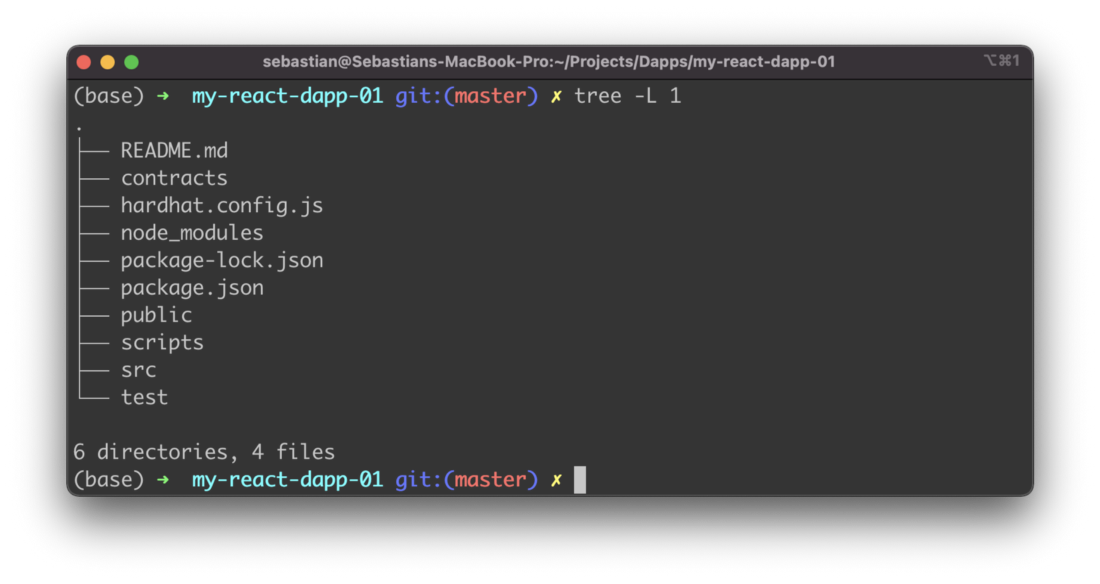 sebastian@Sebastians-MacBook-Pro:~/Projects/Dapps/my-react-dapp-01 ⌥⌘1
(base) ➜ my-react-dapp-01 git:(master) ✗ tree -L 1
.
├── README.md
├── contracts
├── hardhat.config.js
├── node_modules
├── package-lock.json
├── package.json
├── public
├── scripts
├── src
└── test
6 directories, 4 files
(base) ➜ my-react-dapp-01 git:(master) ✗